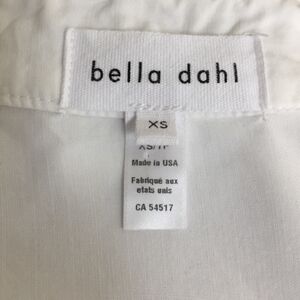 bella dahl
XS
XS/TP
Made in USA
Fabriqué aux
etats unis
CA 54517